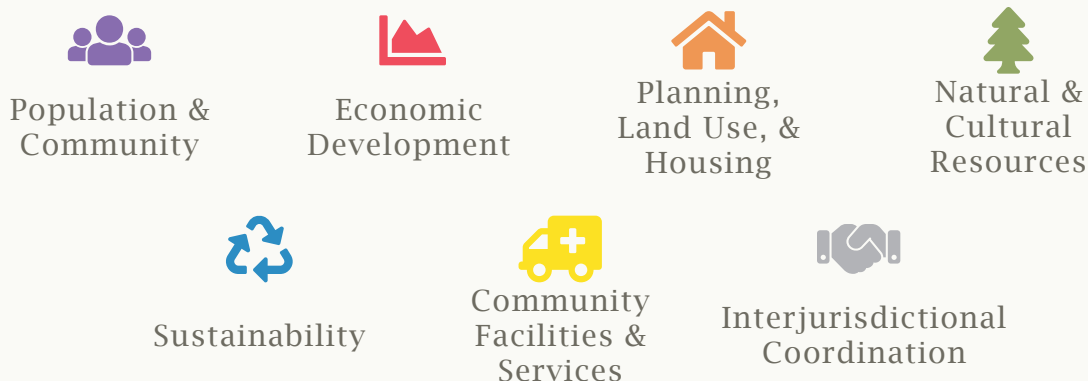 Population &
Community
Economic
Development
Planning,
Land Use, &
Housing
Natural &
Cultural
Resources
Sustainability
Community
Facilities &
Services
Interjurisdictional
Coordination